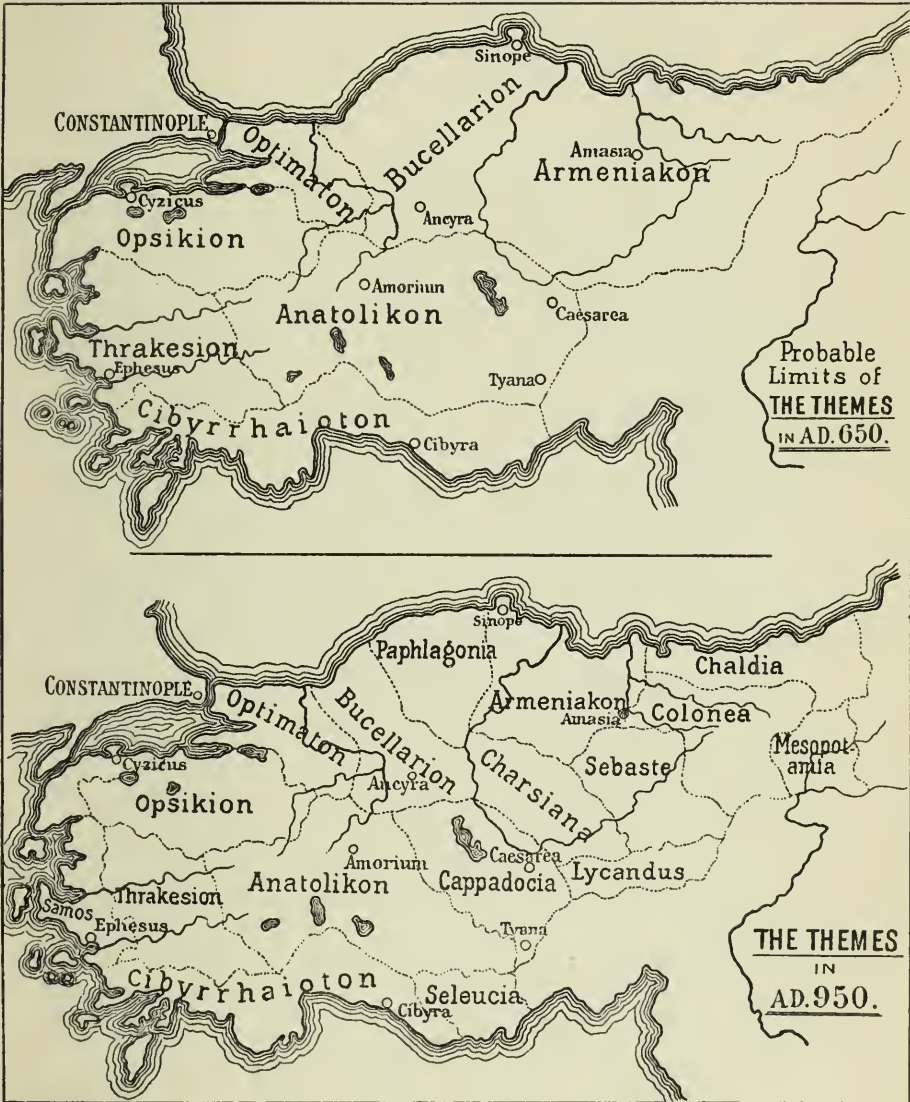 Sinope
CONSTANTINOPLE
Optimaton
Bucellarion
Amasia
Armeniakon
Cyzicus
Ancyra
Opsikion
Amorium
Anatolikon
Caesarea
Thrakesion
Ephesus
Tyana
Cibyrrhaioton
Cibyra
Probable
Limits of
THE THEMES
IN AD.650.
Sinope
Paphlagonia
Chaldia
CONSTANTINOPLE
Optimaton
Bucellarion
Armeniakon
Amasia
Colonea
Cyzicus
Ancyra
Charsiana
Sebaste
Mesopot-
amia
Opsikion
Amorium
Caesarea
Anatolikon
Cappadocia
Lycandus
Thrakesion
Samos
Ephesus
Tyana
Cibyrrhaioton
Seleucia
Cibyra
THE THEMES
IN
AD.950.